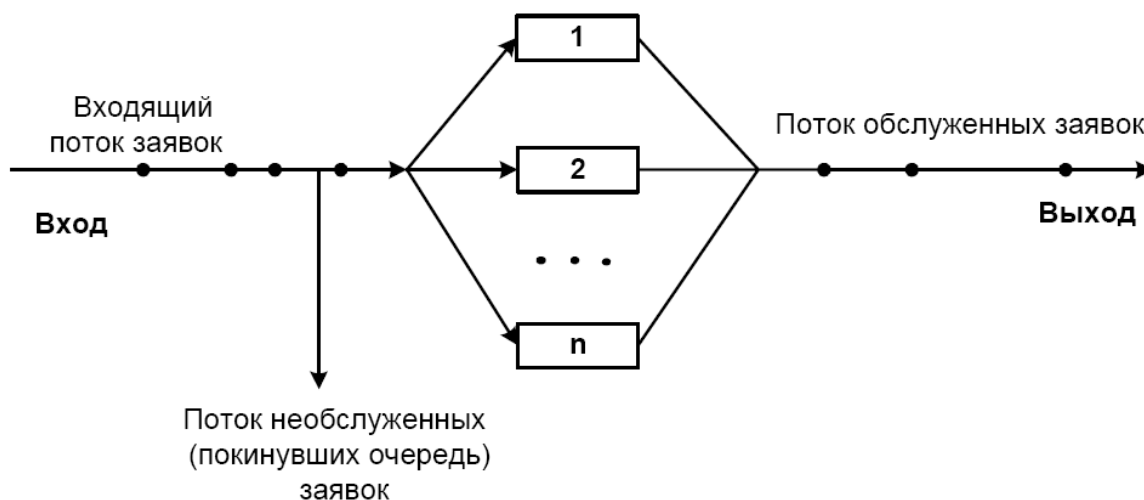 1
Входящий
поток заявок
Поток обслуженных заявок
2
Вход
Выход
. . .
n
Поток необслуженных
(покинувших очередь)
заявок